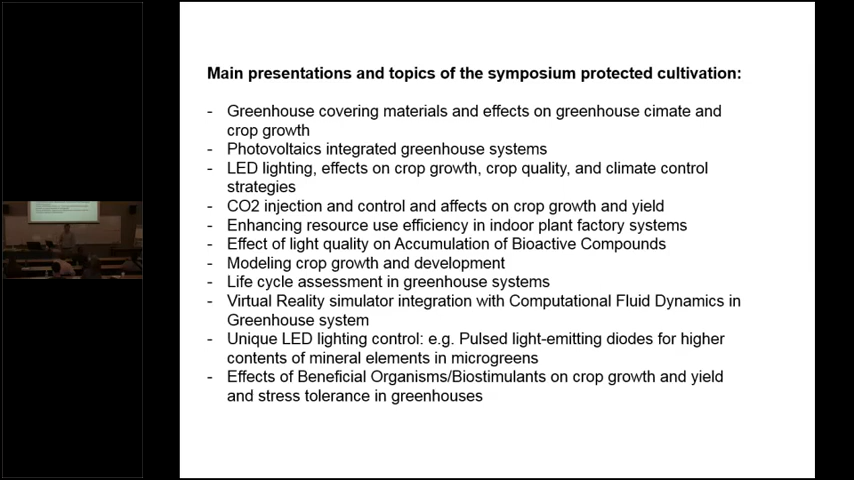 Main presentations and topics of the symposium protected cultivation:
- Greenhouse covering materials and effects on greenhouse cimate and
crop growth
- Photovoltaics integrated greenhouse systems
- LED lighting, effects on crop growth, crop quality, and climate control
strategies
- CO2 injection and control and affects on crop growth and yield
- Enhancing resource use efficiency in indoor plant factory systems
- Effect of light quality on Accumulation of Bioactive Compounds
- Modeling crop growth and development
- Life cycle assessment in greenhouse systems
- Virtual Reality simulator integration with Computational Fluid Dynamics in
Greenhouse system
- Unique LED lighting control: e.g. Pulsed light-emitting diodes for higher
contents of mineral elements in microgreens
- Effects of Beneficial Organisms/Biostimulants on crop growth and yield
and stress tolerance in greenhouses